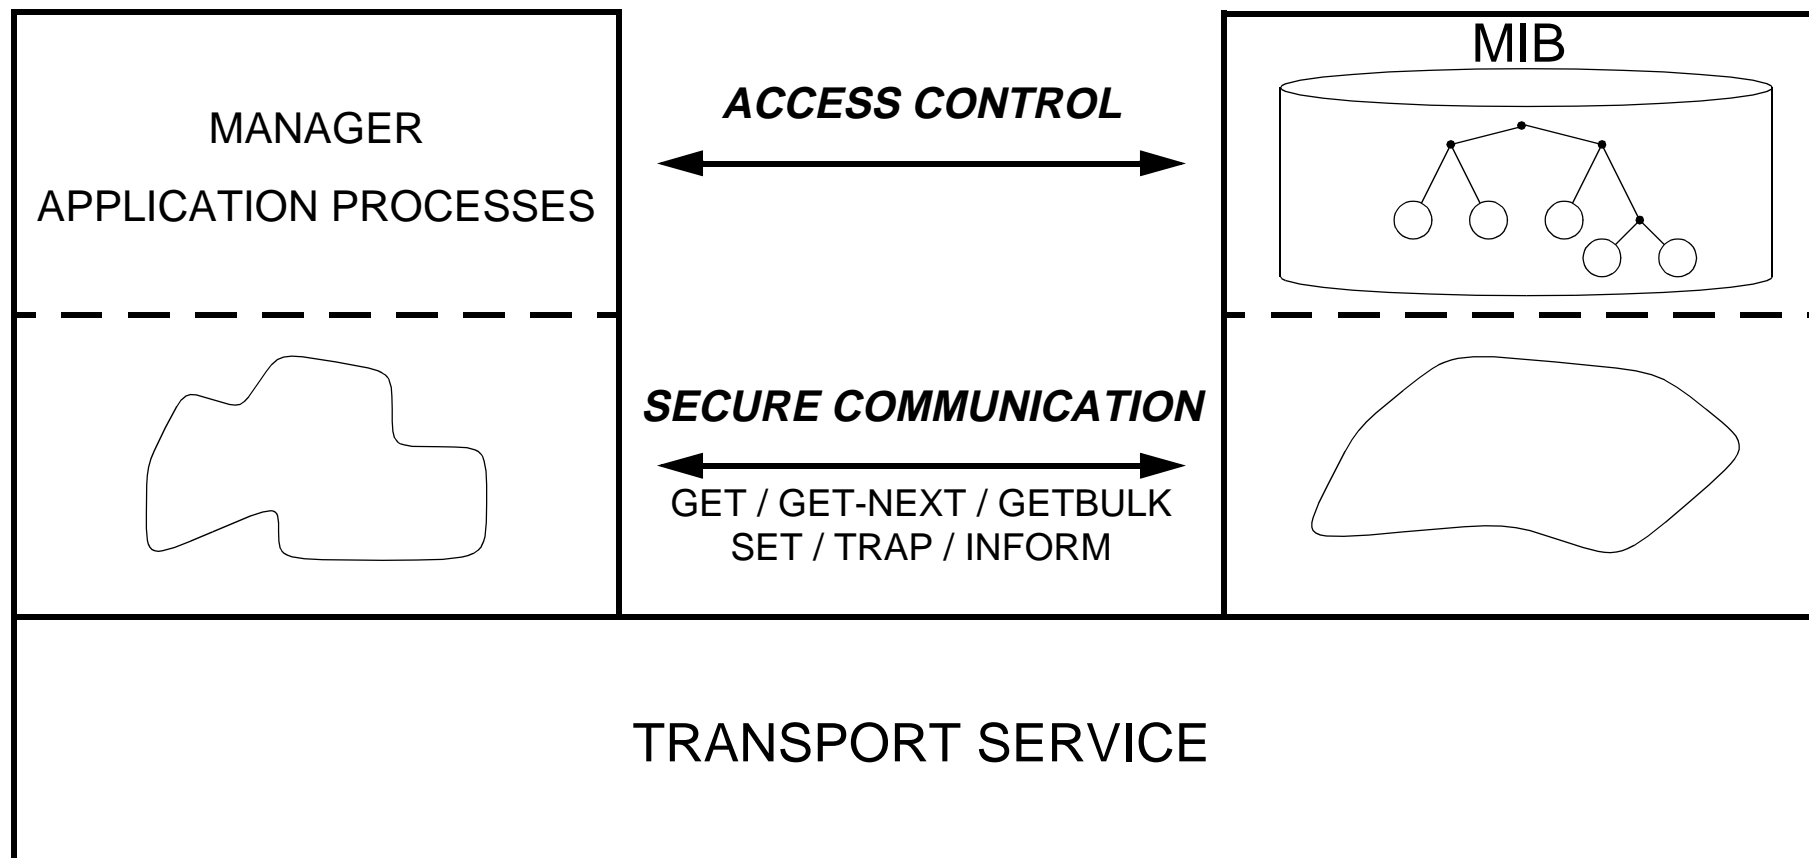 MANAGER
APPLICATION PROCESSES
ACCESS CONTROL
MIB
SECURE COMMUNICATION
GET / GET-NEXT / GETBULK
SET / TRAP / INFORM
TRANSPORT SERVICE